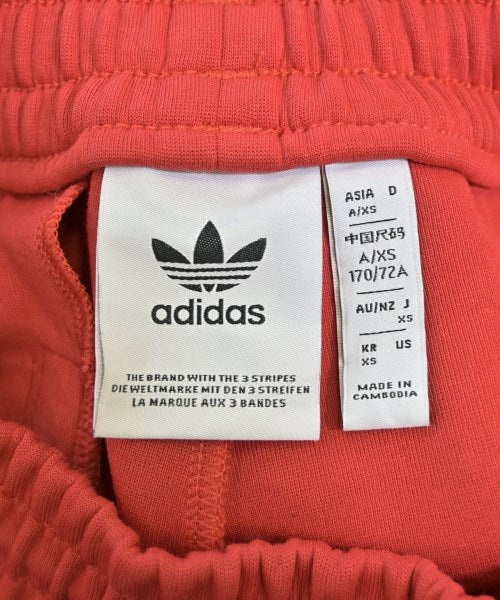 adidas
THE BRAND WITH THE 3 STRIPES
DIE WELTMARKE MIT DEN 3 STREIFEN
LA MARQUE AUX 3 BANDES
ASIA D
A/XS
中国尺码
A/XS
170/72A
AU/NZ J
XS
KR US
XS
MADE IN
CAMBODIA